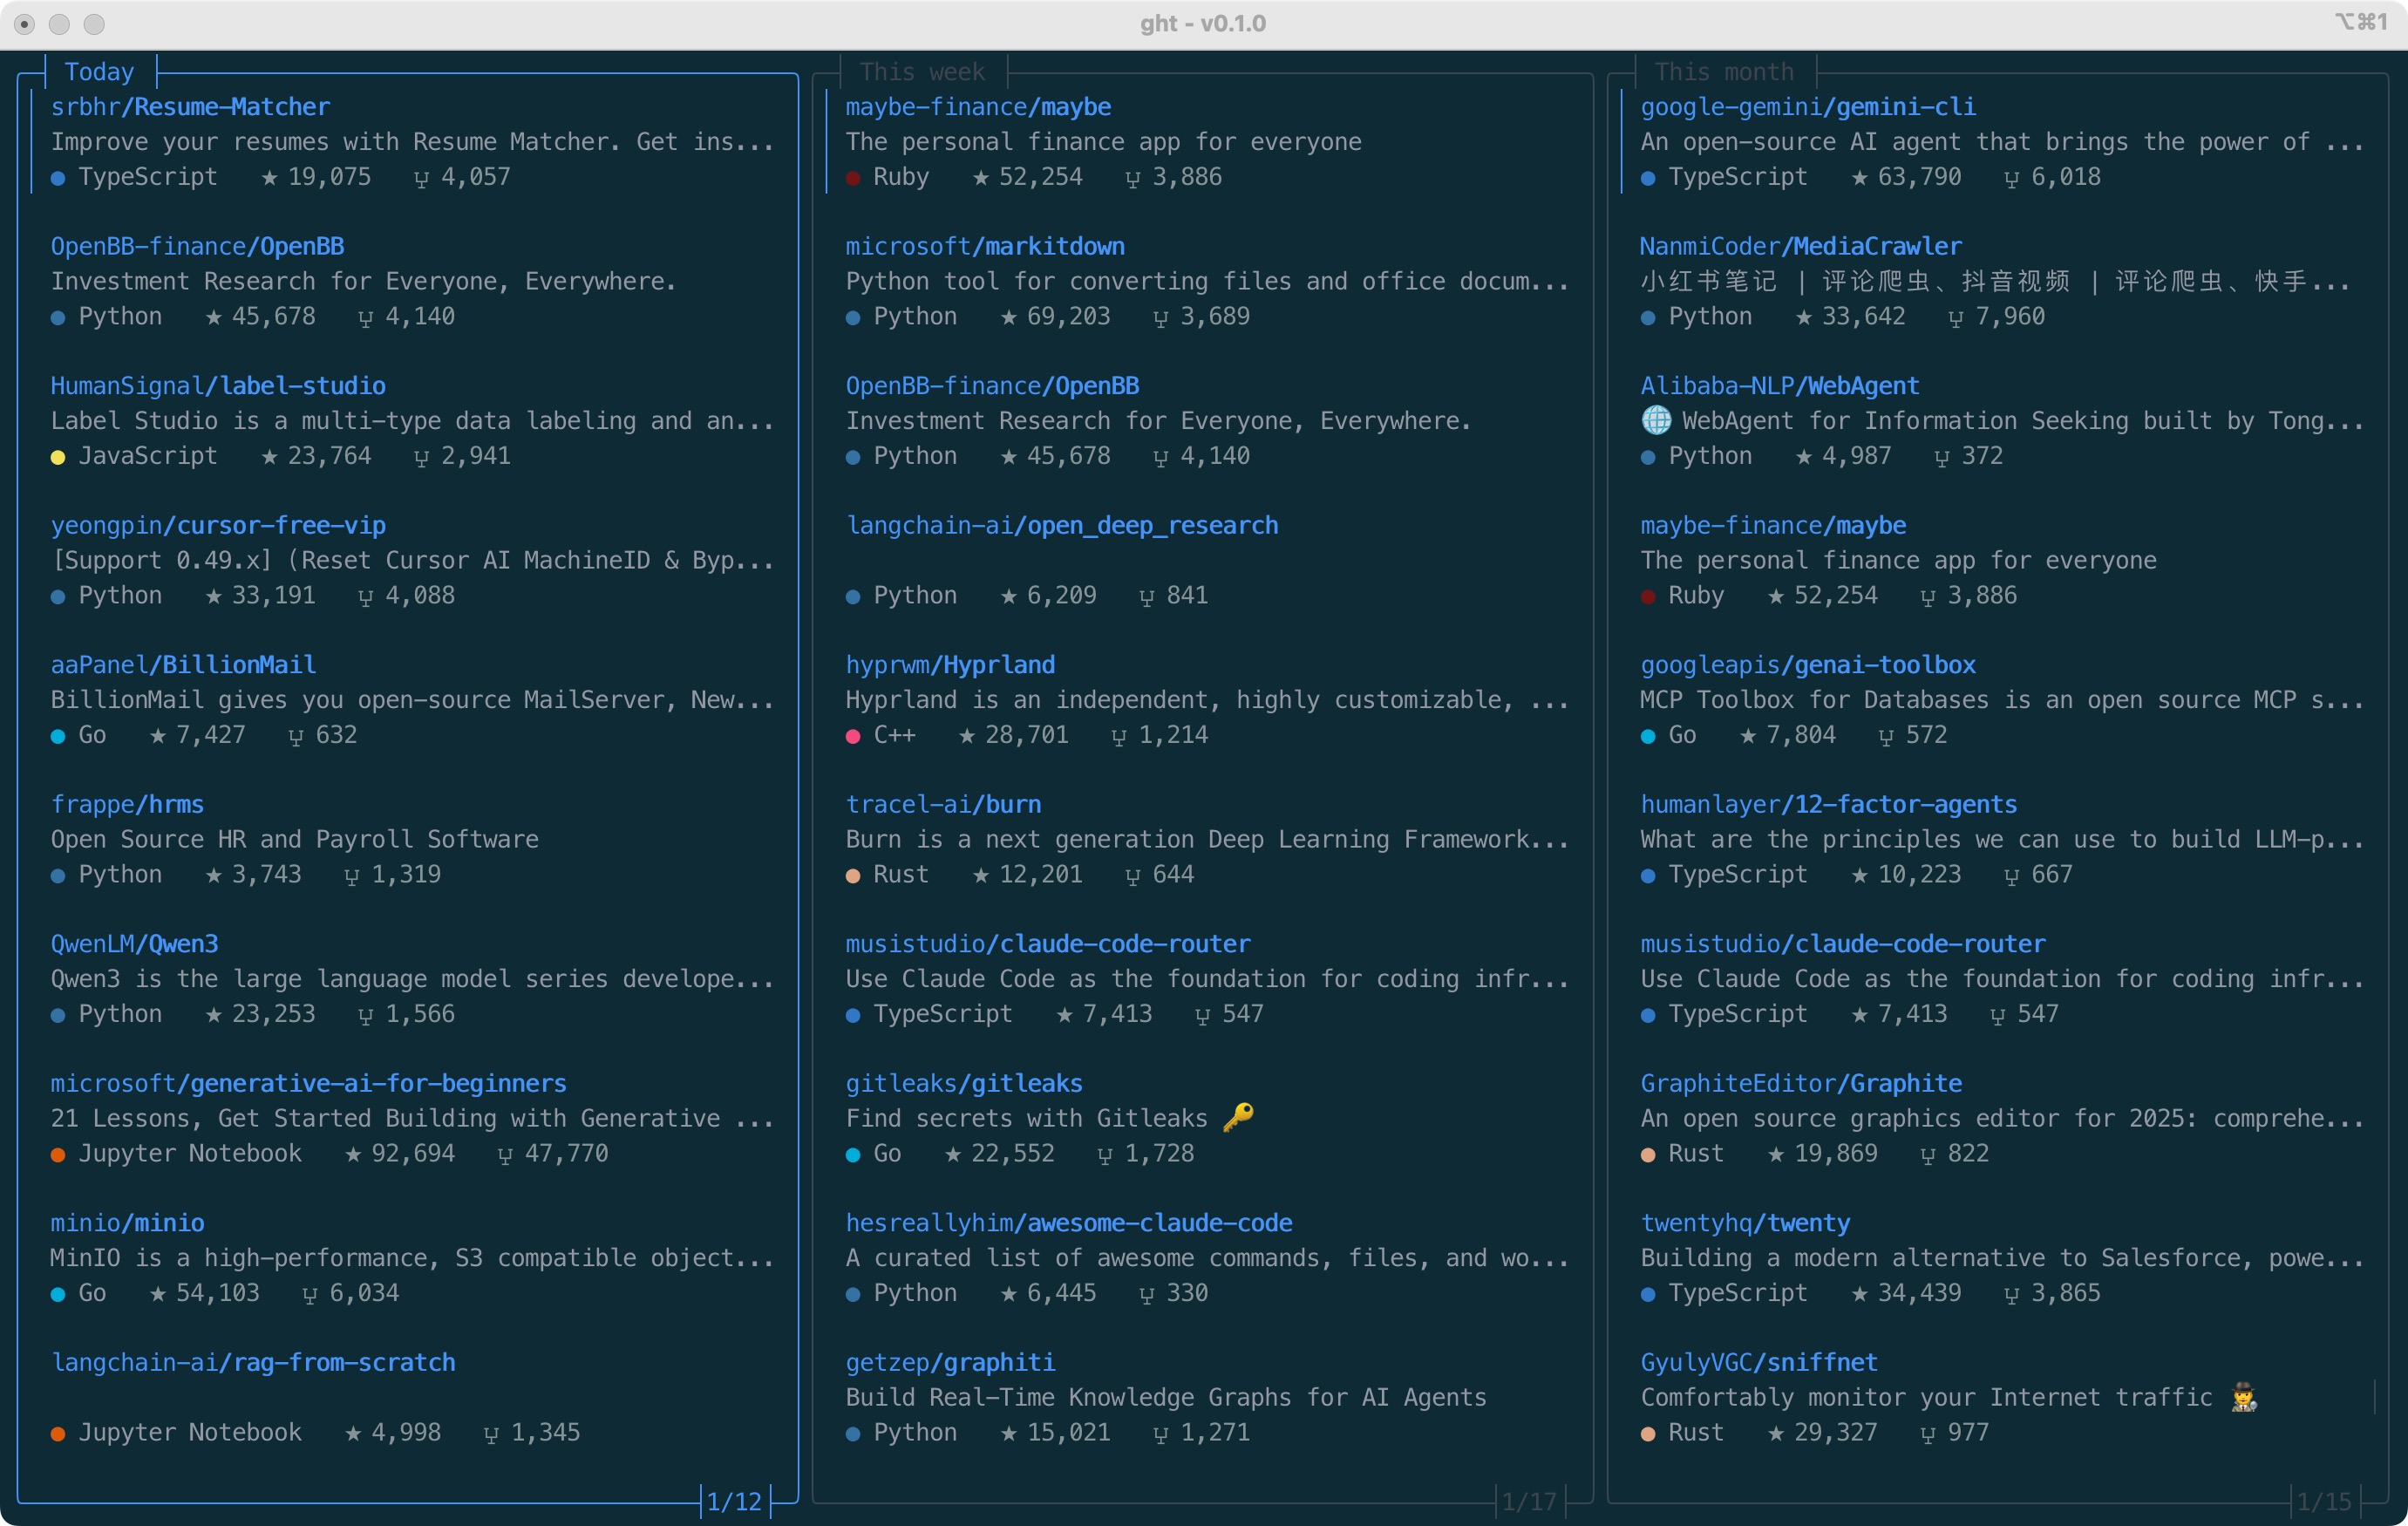 ght - v0.1.0
⌥⌘1
Today
srbhr/Resume-Matcher
Improve your resumes with Resume Matcher. Get ins...
TypeScript ★ 19,075 4,057
OpenBB-finance/OpenBB
Investment Research for Everyone, Everywhere.
Python ★ 45,678 4,140
HumanSignal/label-studio
Label Studio is a multi-type data labeling and an...
JavaScript ★ 23,764 2,941
yeongpin/cursor-free-vip
[Support 0.49.x] (Reset Cursor AI MachineID & Byp...
Python ★ 33,191 4,088
aaPanel/BillionMail
BillionMail gives you open-source MailServer, New...
Go ★ 7,427 632
frappe/hrms
Open Source HR and Payroll Software
Python ★ 3,743 1,319
QwenLM/Qwen3
Qwen3 is the large language model series develope...
Python ★ 23,253 1,566
microsoft/generative-ai-for-beginners
21 Lessons, Get Started Building with Generative ...
Jupyter Notebook ★ 92,694 47,770
minio/minio
MinIO is a high-performance, S3 compatible object...
Go ★ 54,103 6,034
langchain-ai/rag-from-scratch
Jupyter Notebook ★ 4,998 1,345
1/12
This week
maybe-finance/maybe
The personal finance app for everyone
Ruby ★ 52,254 3,886
microsoft/markitdown
Python tool for converting files and office docum...
Python ★ 69,203 3,689
OpenBB-finance/OpenBB
Investment Research for Everyone, Everywhere.
Python ★ 45,678 4,140
langchain-ai/open_deep_research
Python ★ 6,209 841
hyprwm/Hyprland
Hyprland is an independent, highly customizable, ...
C++ ★ 28,701 1,214
tracel-ai/burn
Burn is a next generation Deep Learning Framework...
Rust ★ 12,201 644
musistudio/claude-code-router
Use Claude Code as the foundation for coding infr...
TypeScript ★ 7,413 547
gitleaks/gitleaks
Find secrets with Gitleaks 🔑
Go ★ 22,552 1,728
hesreallyhim/awesome-claude-code
A curated list of awesome commands, files, and wo...
Python ★ 6,445 330
getzep/graphiti
Build Real-Time Knowledge Graphs for AI Agents
Python ★ 15,021 1,271
1/17
This month
google-gemini/gemini-cli
An open-source AI agent that brings the power of ...
TypeScript ★ 63,790 6,018
NanmiCoder/MediaCrawler
小红书笔记 | 评论爬虫、抖音视频 | 评论爬虫、快手...
Python ★ 33,642 7,960
Alibaba-NLP/WebAgent
🌐 WebAgent for Information Seeking built by Tong...
Python ★ 4,987 372
maybe-finance/maybe
The personal finance app for everyone
Ruby ★ 52,254 3,886
googleapis/genai-toolbox
MCP Toolbox for Databases is an open source MCP s...
Go ★ 7,804 572
humanlayer/12-factor-agents
What are the principles we can use to build LLM-p...
TypeScript ★ 10,223 667
musistudio/claude-code-router
Use Claude Code as the foundation for coding infr...
TypeScript ★ 7,413 547
GraphiteEditor/Graphite
An open source graphics editor for 2025: comprehe...
Rust ★ 19,869 822
twentyhq/twenty
Building a modern alternative to Salesforce, powe...
TypeScript ★ 34,439 3,865
GyulyVGC/sniffnet
Comfortably monitor your Internet traffic 🕵️‍♂️
Rust ★ 29,327 977
1/15